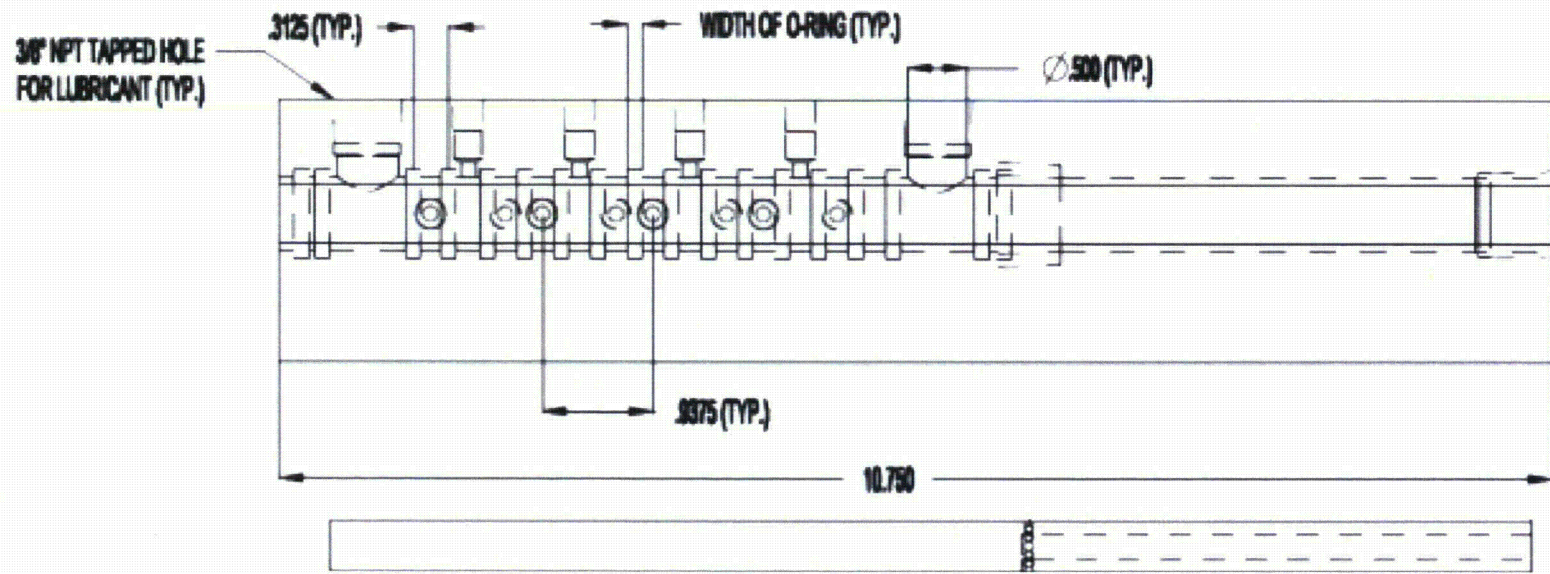 .3125 (TYP.)
WIDTH OF O-RING (TYP.)
3/8" NPT TAPPED HOLE
FOR LUBRICANT (TYP.)
∅.500 (TYP.)
.9375 (TYP.)
10.750